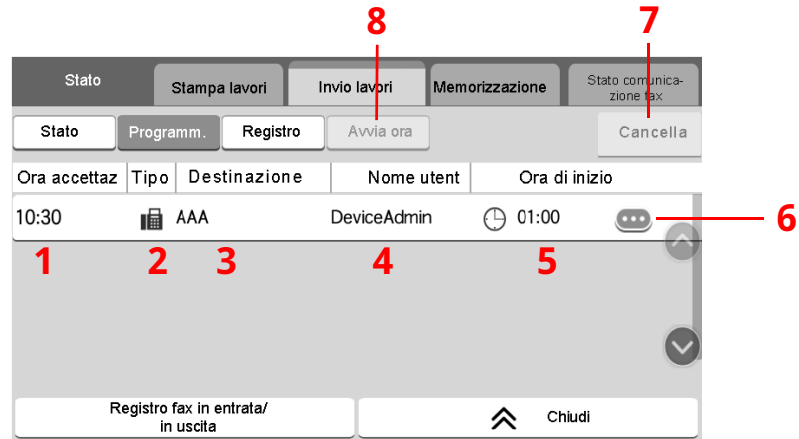 8
7
Stato
Stampa lavori
Invio lavori
Memorizzazione
Stato comunica-
zione fax
Stato
Programm.
Registro
Avvia ora
Cancella
Ora accettaz
Tipo
Destinazione
Nome utent
Ora di inizio
10:30
AAA
DeviceAdmin
01:00
6
1
2
3
4
5
Registro fax in entrata/
in uscita
Chiudi